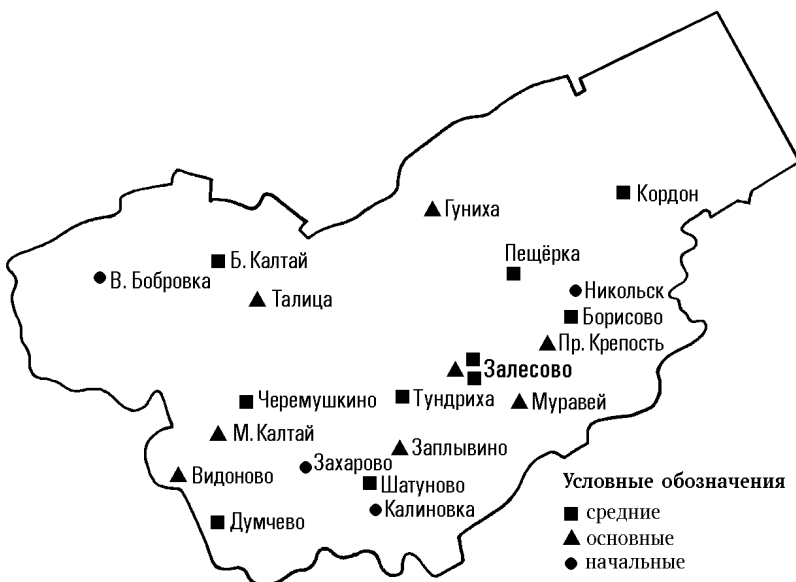 Кордон
Гуниха
Пещёрка
Б. Калтай
В. Бобровка
Никольск
Талица
Борисово
Пр. Крепость
Залесово
Черемушкино
Тундриха
Муравей
М. Калтай
Заплывино
Захарово
Видоново
Шатуново
Калиновка
Думчево
Условные обозначения
средние
основные
начальные